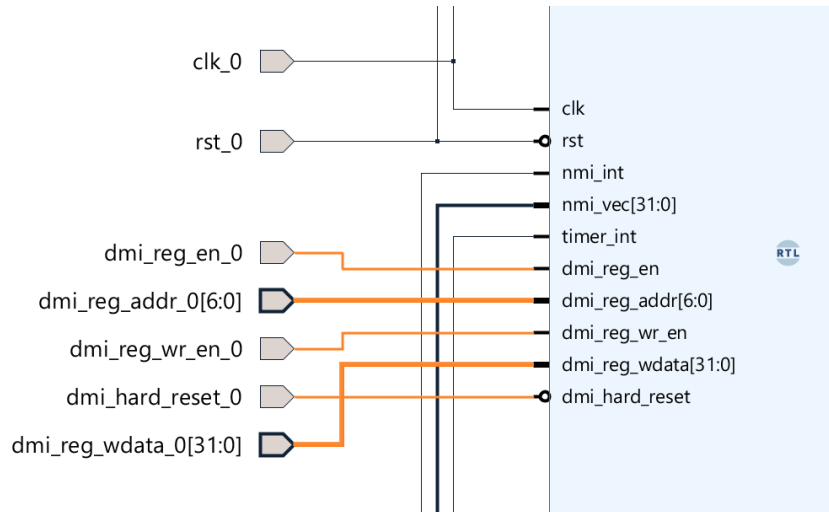 clk_0
clk
rst_0
rst
nmi_int
nmi_vec[31:0]
timer_int
RTL
dmi_reg_en_0
dmi_reg_en
dmi_reg_addr_0[6:0]
dmi_reg_addr[6:0]
dmi_reg_wr_en_0
dmi_reg_wr_en
dmi_reg_wdata[31:0]
dmi_hard_reset_0
dmi_hard_reset
dmi_reg_wdata_0[31:0]